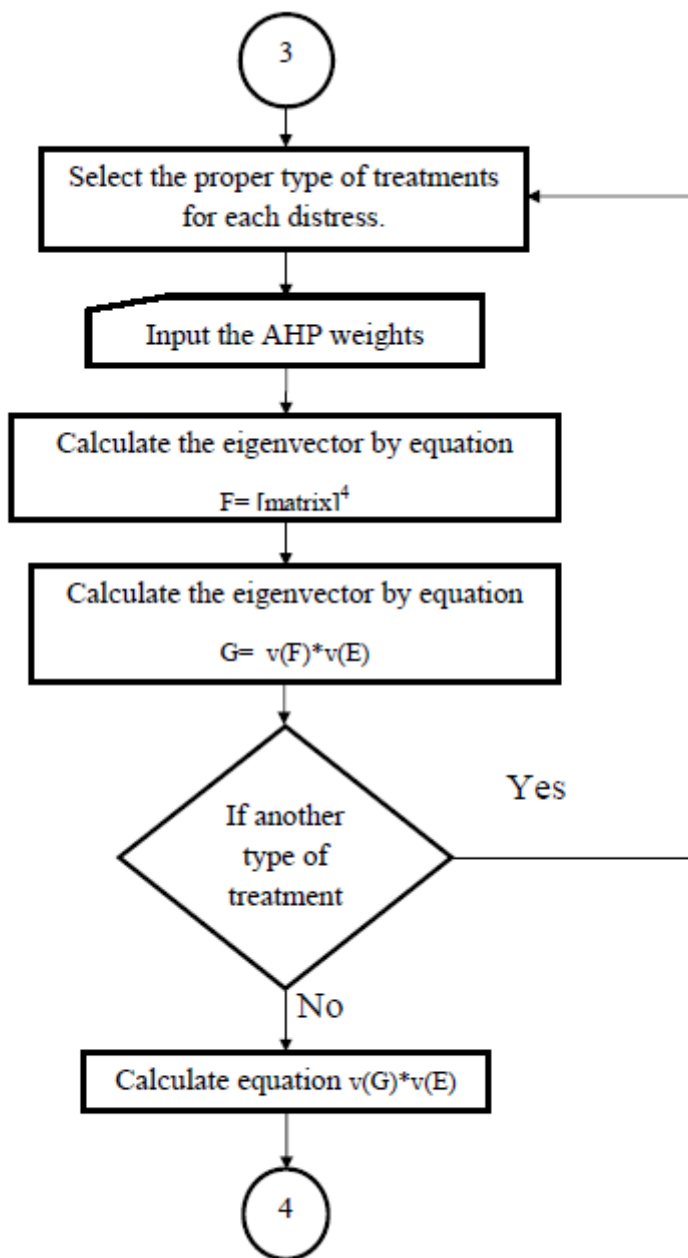 3
Select the proper type of treatments
for each distress.
Input the AHP weights
Calculate the eigenvector by equation
F= [matrix]⁴
Calculate the eigenvector by equation
G= v(F)*v(E)
If another
type of
treatment
Yes
No
Calculate equation v(G)*v(E)
4